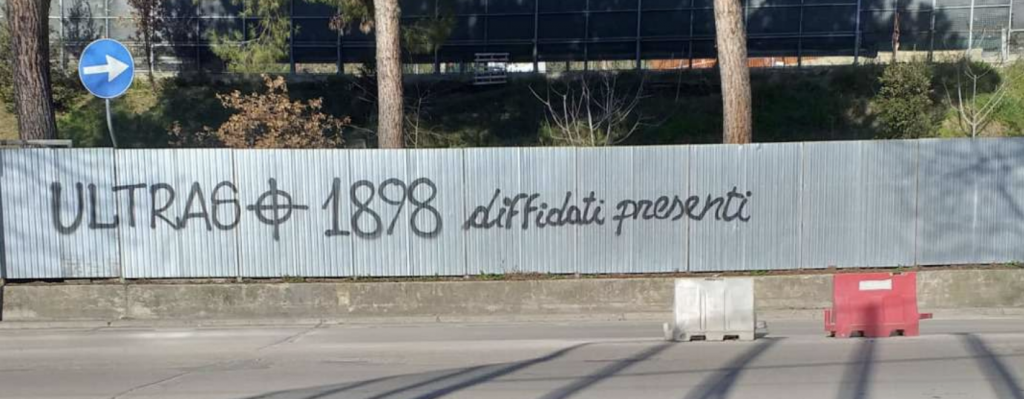 ULTRAS 1898 diffidati presenti